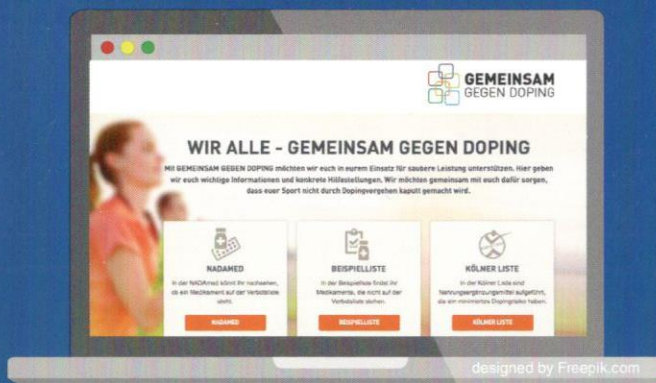 GEMEINSAM
GEGEN DOPING
WIR ALLE - GEMEINSAM GEGEN DOPING
Mit GEMEINSAM GEGEN DOPING möchten wir euch in eurem Einsatz für saubere Leistung unterstützen. Hier geben
wir euch wichtige Informationen und konkrete Hilfestellungen. Wir möchten gemeinsam mit euch dafür sorgen,
dass euer Sport nicht durch Dopingvergehen kaputt gemacht wird.
NADAMED
In der NADAmed könnt ihr nachsehen,
ob ein Medikament auf der Verbotsliste
steht.
NADAMED
BEISPIELLISTE
In der Beispielliste findet ihr
Medikamente, die nicht auf der
Verbotsliste stehen.
BEISPIELLISTE
KÖLNER LISTE
In der Kölner Liste sind
Nahrungsergänzungsmittel aufgeführt,
die ein minimiertes Dopingrisiko haben.
KÖLNER LISTE
designed by Freepik.com